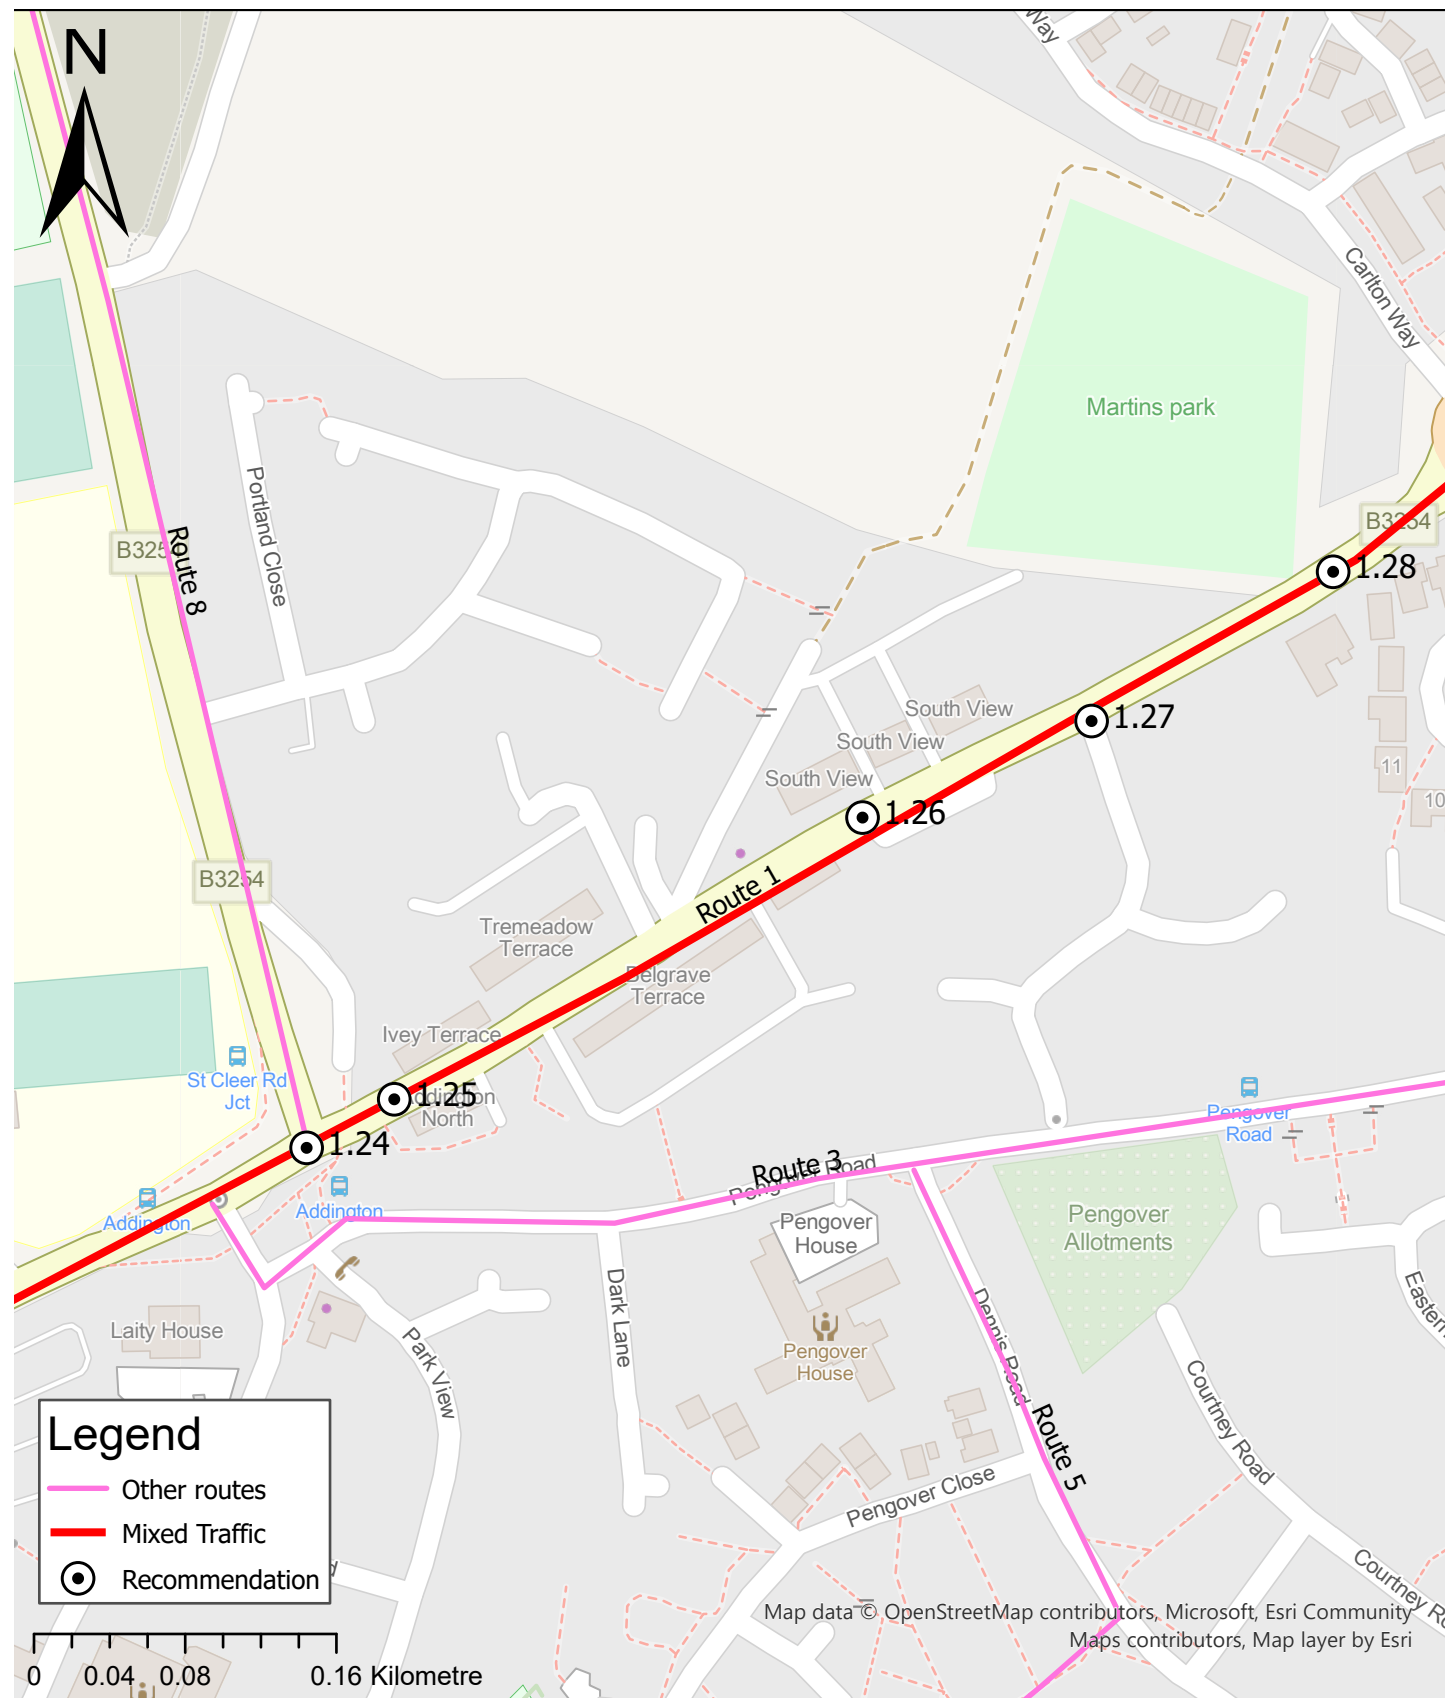 N
Way
Carlton Way
Martins park
Portland Close
B325
Route 8
B3254
1.28
1.27
South View
South View
South View
11
10
1.26
Route 1
B3254
Tremeadow
Terrace
Belgrave
Terrace
Ivey Terrace
St Cleer Rd
Jct
1.25
Addington
North
1.24
Addington
Addington
Pengover
Road
Route 3
Pengover Road
Pengover
House
Pengover
Allotments
Laity House
Park View
Dark Lane
Dennis Road
Pengover
House
Eastern
Courtney Road
Route 5
Pengover Close
Courtney Ro
Legend
Other routes
Mixed Traffic
Recommendation
d
Map data © OpenStreetMap contributors, Microsoft, Esri Community
Maps contributors, Map layer by Esri
0 0.04 0.08 0.16 Kilometre